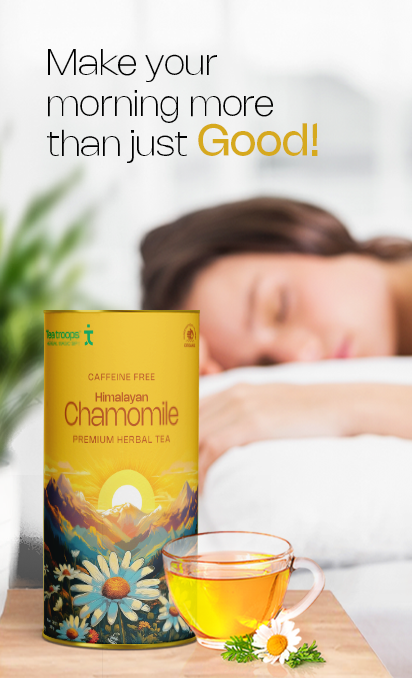 Make your
morning more
than just Good!
Teatroops
CAFFEINE FREE
Himalayan
Chamomile
PREMIUM HERBAL TEA